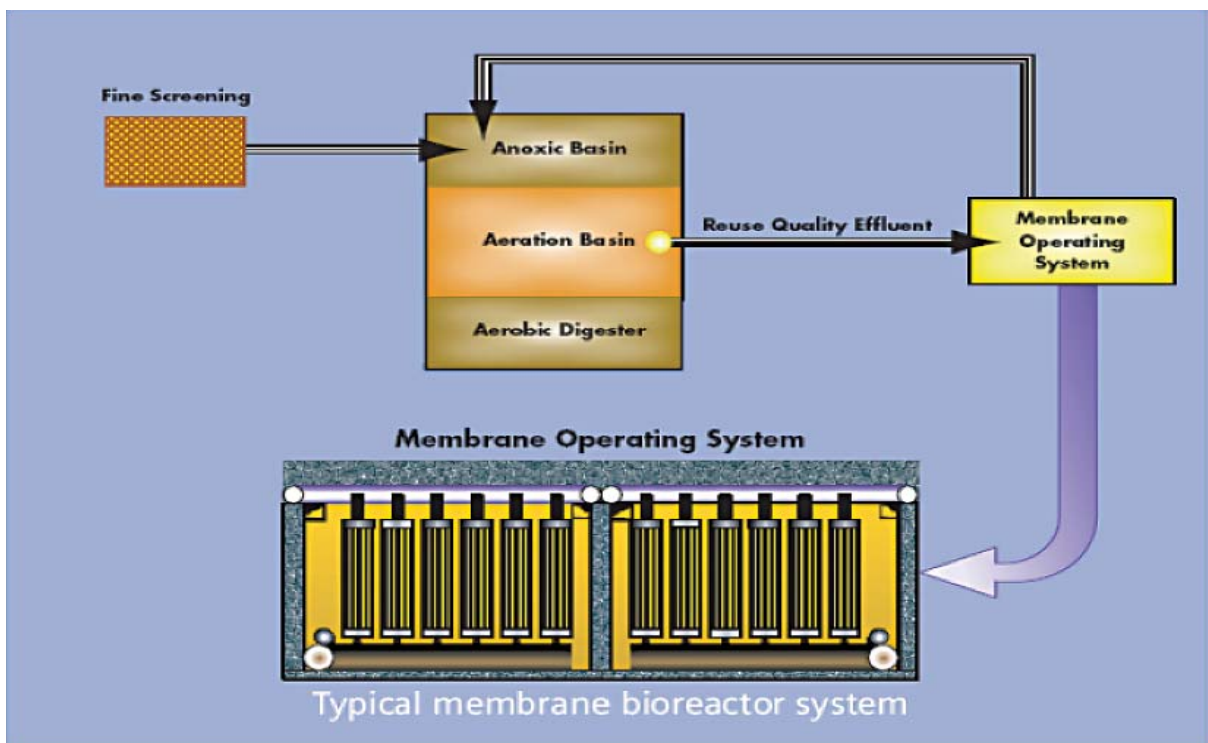 Fine Screening
Anoxic Basin
Aeration Basin
Reuse Quality Effluent
Membrane
Operating
System
Aerobic Digester
Membrane Operating System
Typical membrane bioreactor system